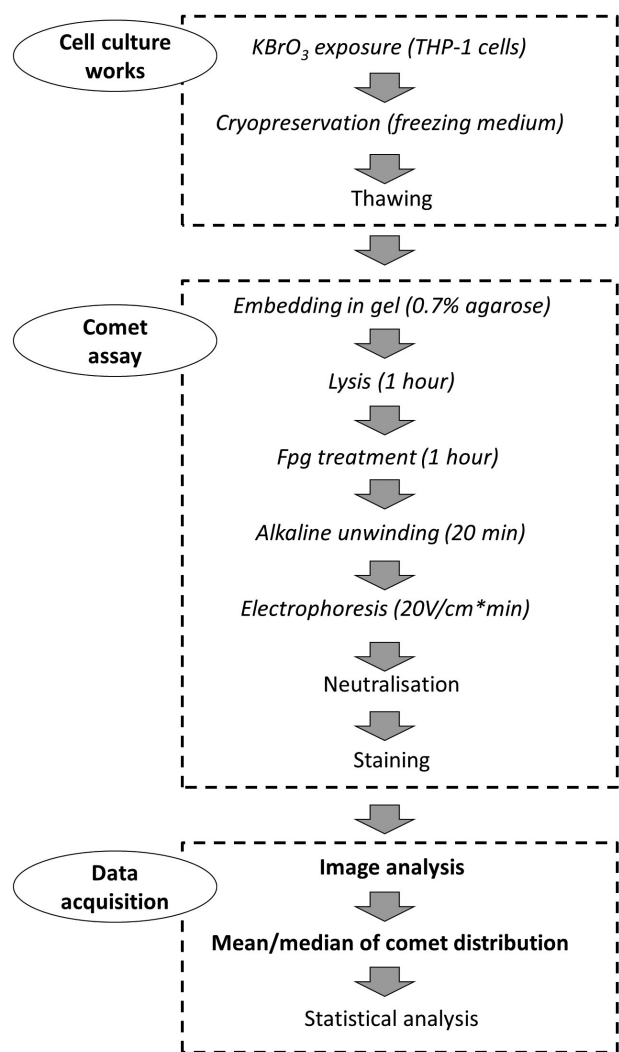 Cell culture
works
KBrO₃ exposure (THP-1 cells)
Cryopreservation (freezing medium)
Thawing
Comet
assay
Embedding in gel (0.7% agarose)
Lysis (1 hour)
Fpg treatment (1 hour)
Alkaline unwinding (20 min)
Electrophoresis (20V/cm*min)
Neutralisation
Staining
Data
acquisition
Image analysis
Mean/median of comet distribution
Statistical analysis